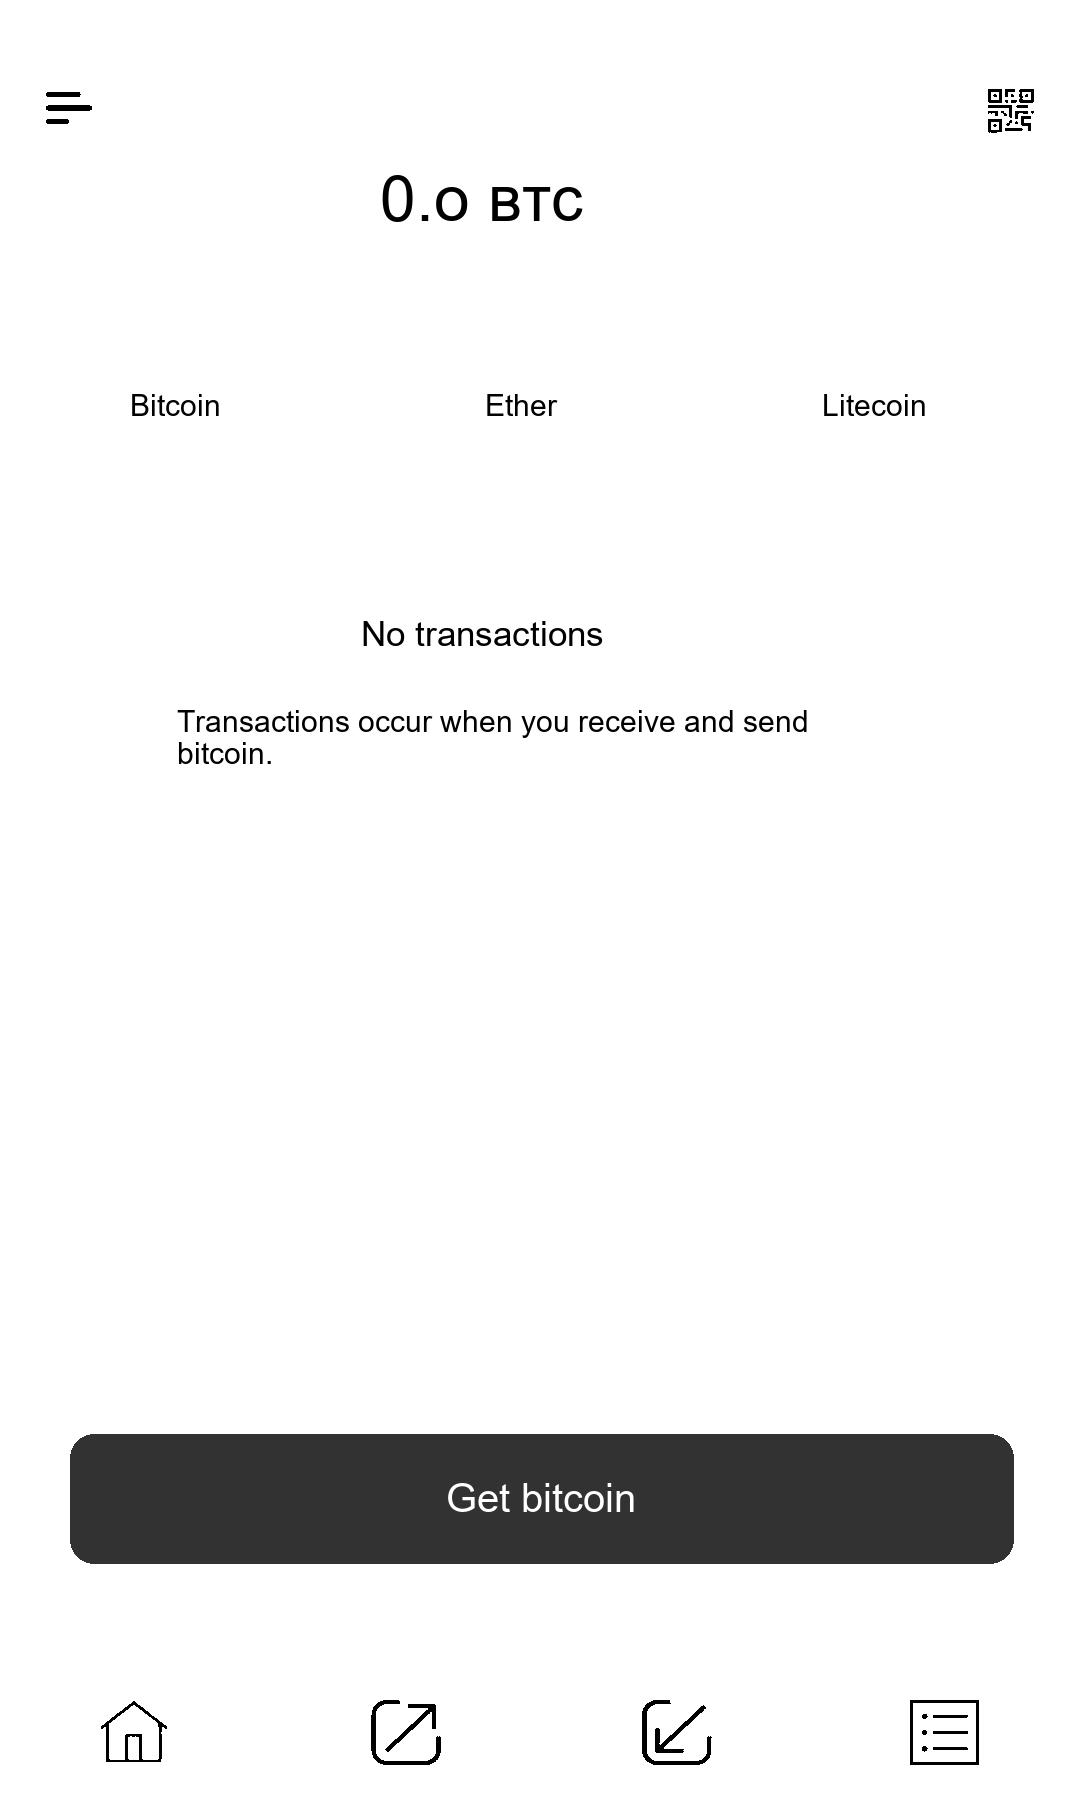 0.0 BTC
Bitcoin Ether Litecoin
No transactions
Transactions occur when you receive and send
bitcoin.
Get bitcoin